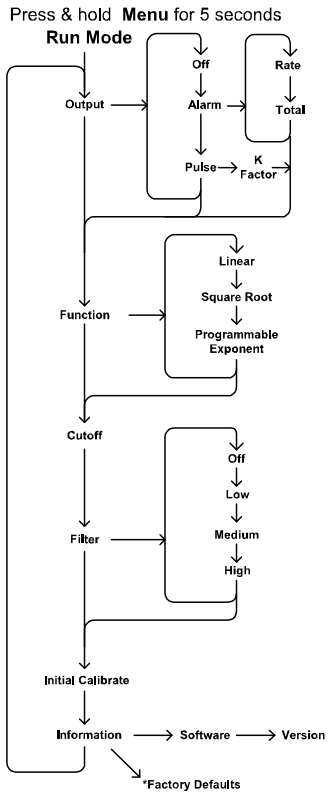 Press & hold Menu for 5 seconds
Run Mode
Off
Rate
Output
Alarm
Total
Pulse
K
Factor
Linear
Square Root
Function
Programmable
Exponent
Cutoff
Off
Low
Medium
Filter
High
Initial Calibrate
Information
Software
Version
*Factory Defaults